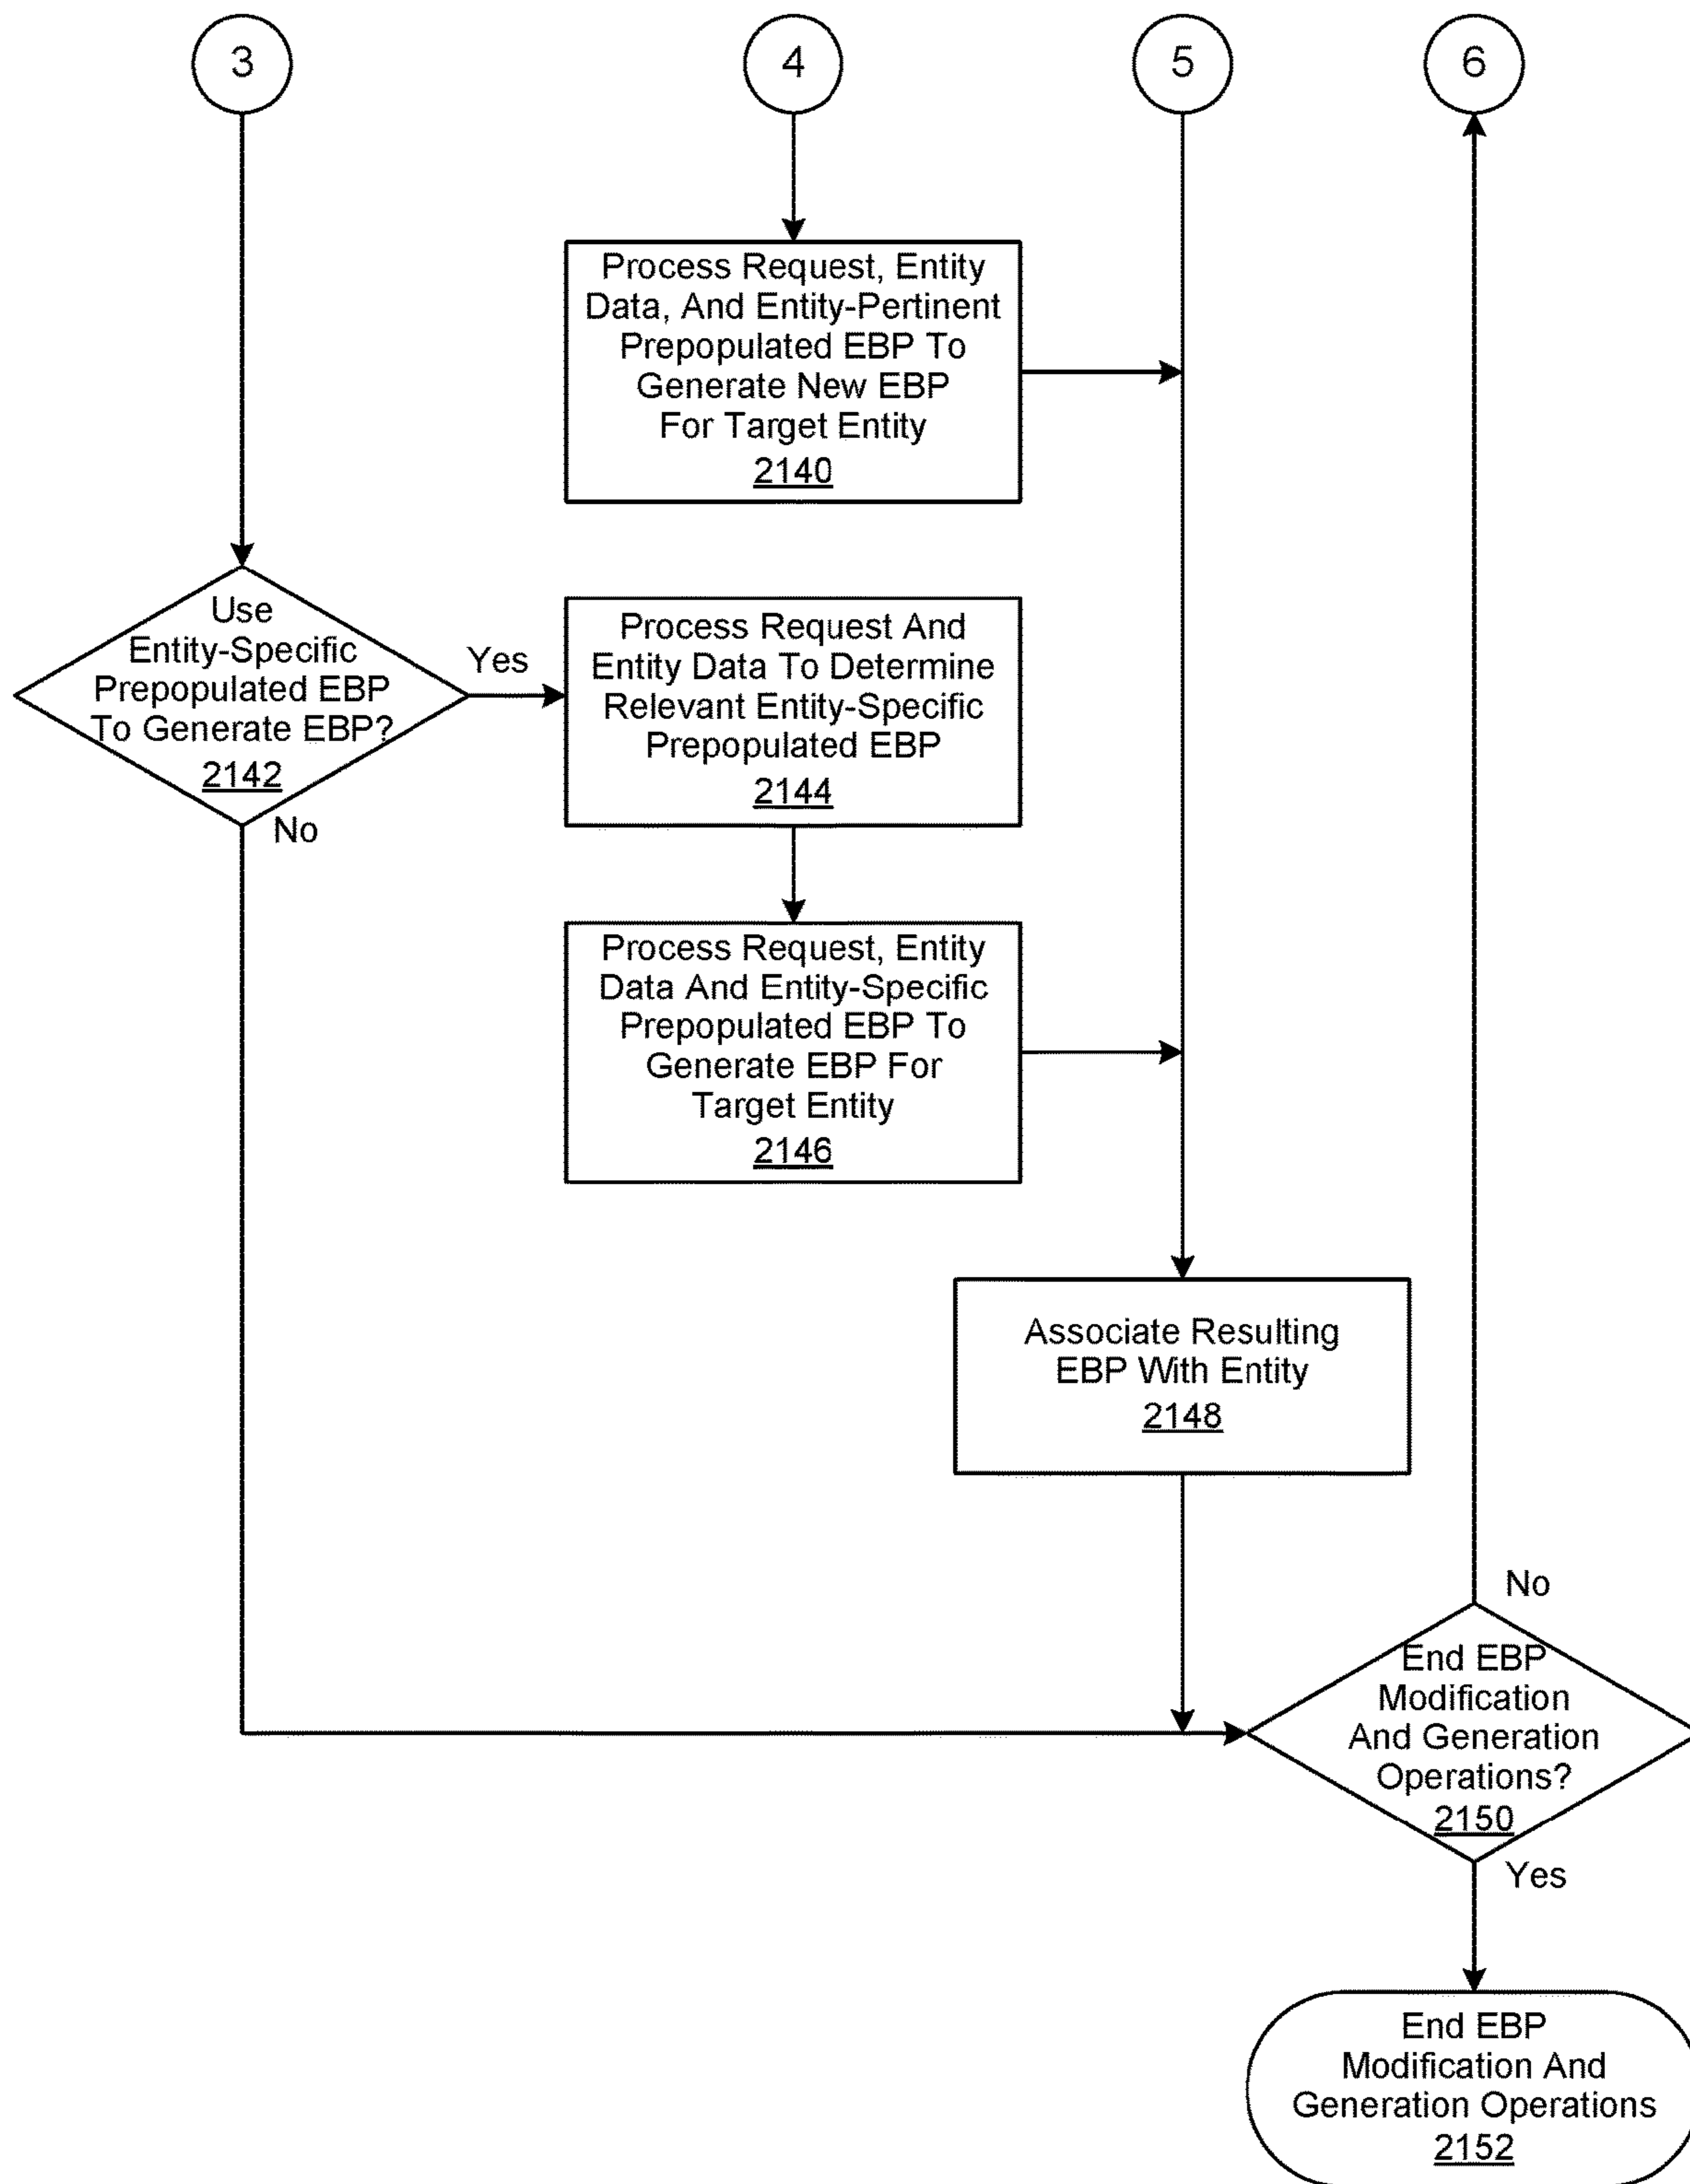 3
4
5
6
Process Request, Entity
Data, And Entity-Pertinent
Prepopulated EBP To
Generate New EBP
For Target Entity
2140
Use
Entity-Specific
Prepopulated EBP
To Generate EBP?
2142
Yes
No
Process Request And
Entity Data To Determine
Relevant Entity-Specific
Prepopulated EBP
2144
Process Request, Entity
Data And Entity-Specific
Prepopulated EBP To
Generate EBP For
Target Entity
2146
Associate Resulting
EBP With Entity
2148
No
End EBP
Modification
And Generation
Operations?
2150
Yes
End EBP
Modification And
Generation Operations
2152